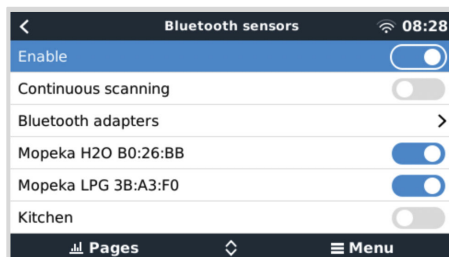 Bluetooth sensors 08:28
Enable
Continuous scanning
Bluetooth adapters
Mopeka H2O B0:26:BB
Mopeka LPG 3B:A3:F0
Kitchen
Pages Menu